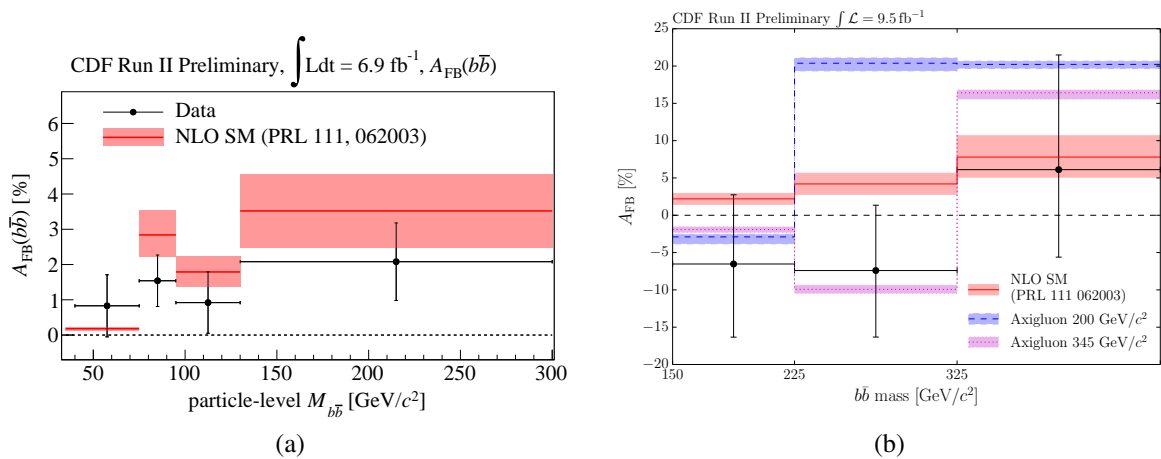 CDF Run II Preliminary, ∫Ldt = 6.9 fb⁻¹, A_FB(bb̅)
Data
NLO SM (PRL 111, 062003)
A_FB(bb̅) [%]
6
5
4
3
2
1
0
50 100 150 200 250 300
particle-level M_bb̅ [GeV/c²]
(a)
CDF Run II Preliminary ∫ℒ = 9.5 fb⁻¹
A_FB [%]
25
20
15
10
5
0
−5
−10
−15
−20
NLO SM
(PRL 111 062003)
Axigluon 200 GeV/c²
Axigluon 345 GeV/c²
150 225 325
bb̅ mass [GeV/c²]
(b)